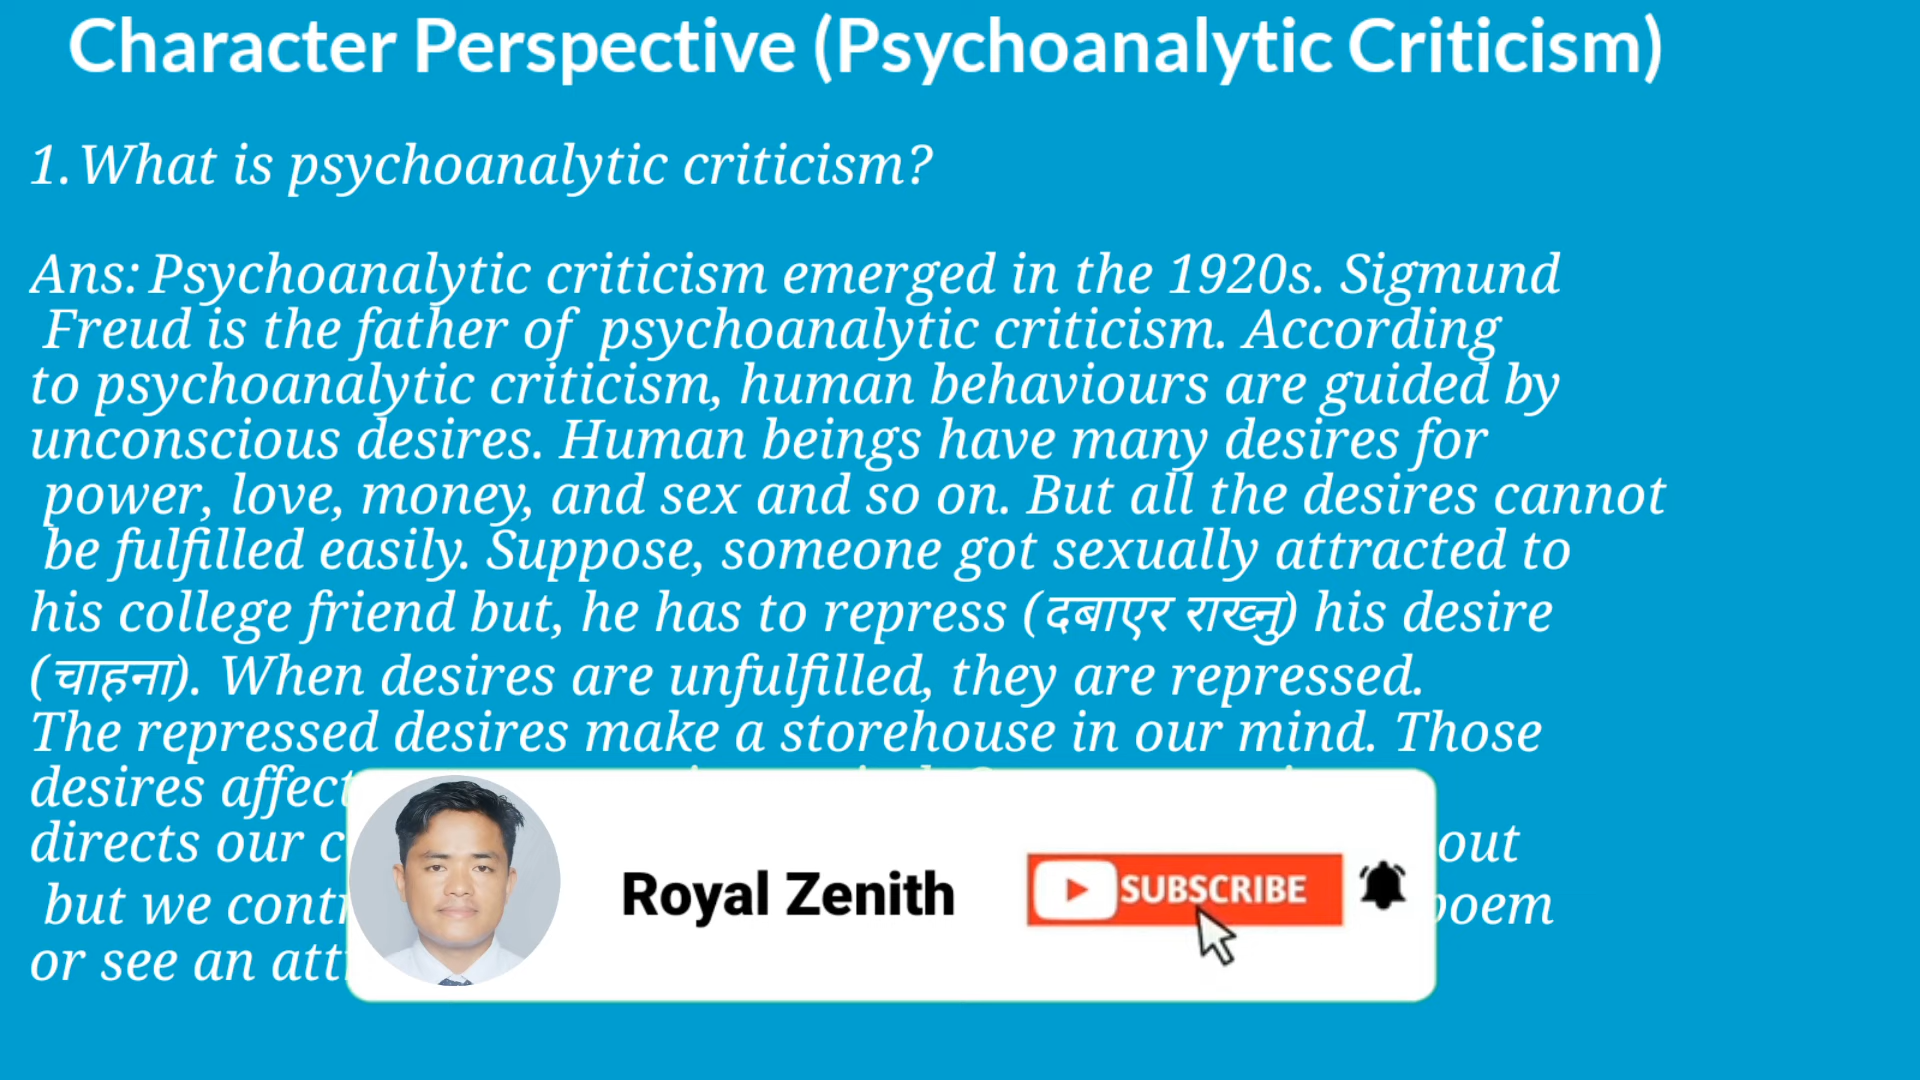 Character Perspective (Psychoanalytic Criticism)
1. What is psychoanalytic criticism?
Ans: Psychoanalytic criticism emerged in the 1920s. Sigmund
Freud is the father of psychoanalytic criticism. According
to psychoanalytic criticism, human behaviours are guided by
unconscious desires. Human beings have many desires for
power, love, money, and sex and so on. But all the desires cannot
be fulfilled easily. Suppose, someone got sexually attracted to
his college friend but, he has to repress (दबाएर राख्नु) his desire
(चाहना). When desires are unfulfilled, they are repressed.
The repressed desires make a storehouse in our mind. Those
desires affect
directs our out
but we poem
or see an
Royal Zenith
SUBSCRIBE